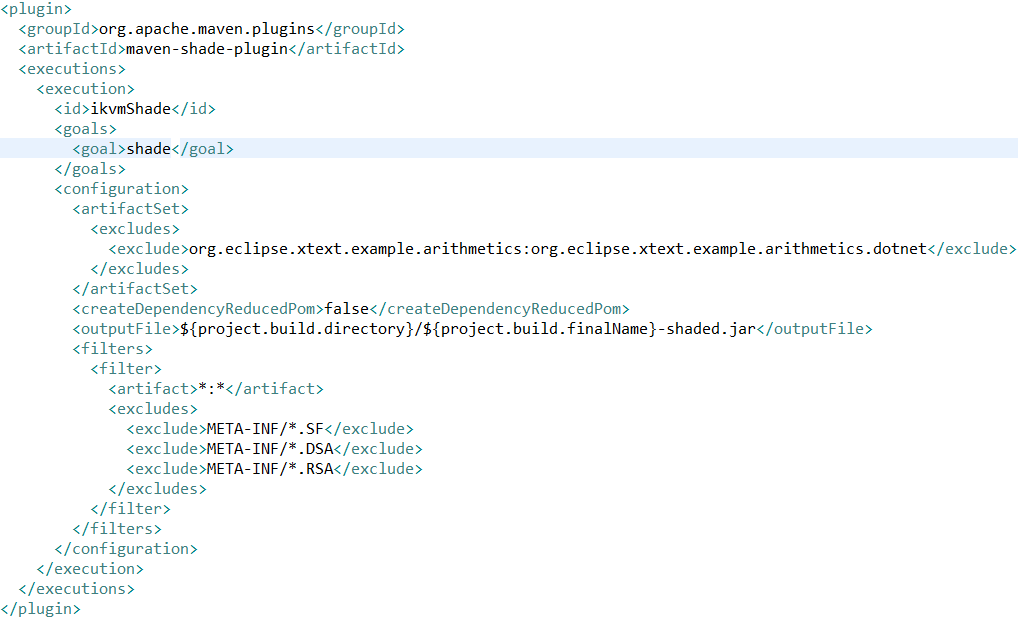 <plugin>
<groupId>org.apache.maven.plugins</groupId>
<artifactId>maven-shade-plugin</artifactId>
<executions>
<execution>
<id>ikvmShade</id>
<goals>
<goal>shade</goal>
</goals>
<configuration>
<artifactSet>
<excludes>
<exclude>org.eclipse.xtext.example.arithmetics:org.eclipse.xtext.example.arithmetics.dotnet</exclude>
</excludes>
</artifactSet>
<createDependencyReducedPom>false</createDependencyReducedPom>
<outputFile>${project.build.directory}/${project.build.finalName}-shaded.jar</outputFile>
<filters>
<filter>
<artifact>*:*</artifact>
<excludes>
<exclude>META-INF/*.SF</exclude>
<exclude>META-INF/*.DSA</exclude>
<exclude>META-INF/*.RSA</exclude>
</excludes>
</filter>
</filters>
</configuration>
</execution>
</executions>
</plugin>